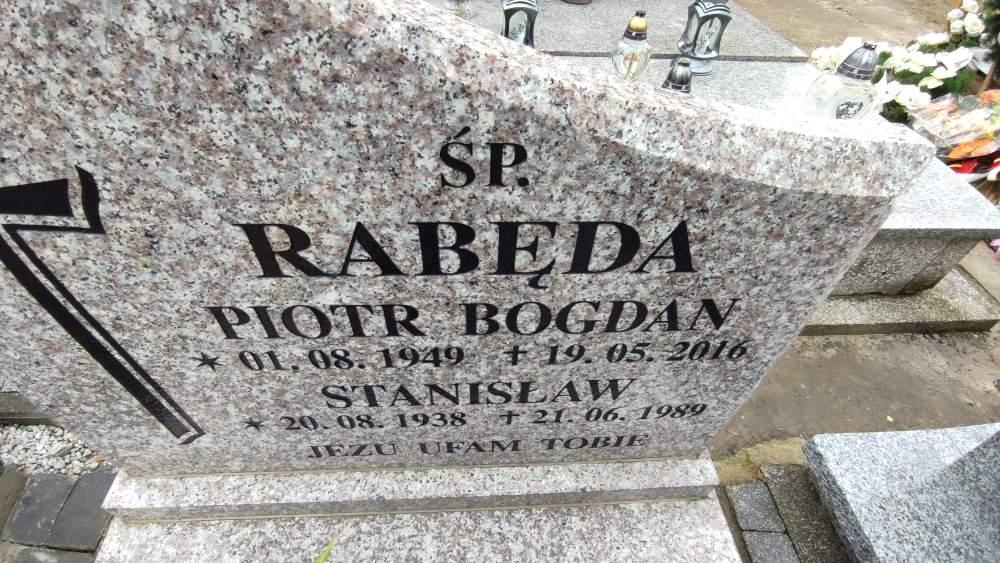 ŚP.
RABĘDA
PIOTR BOGDAN
* 01. 08. 1949 ✝ 19. 05. 2016
STANISŁAW
* 20. 08. 1938 ✝ 21. 06. 1989
JEZU UFAM TOBIE